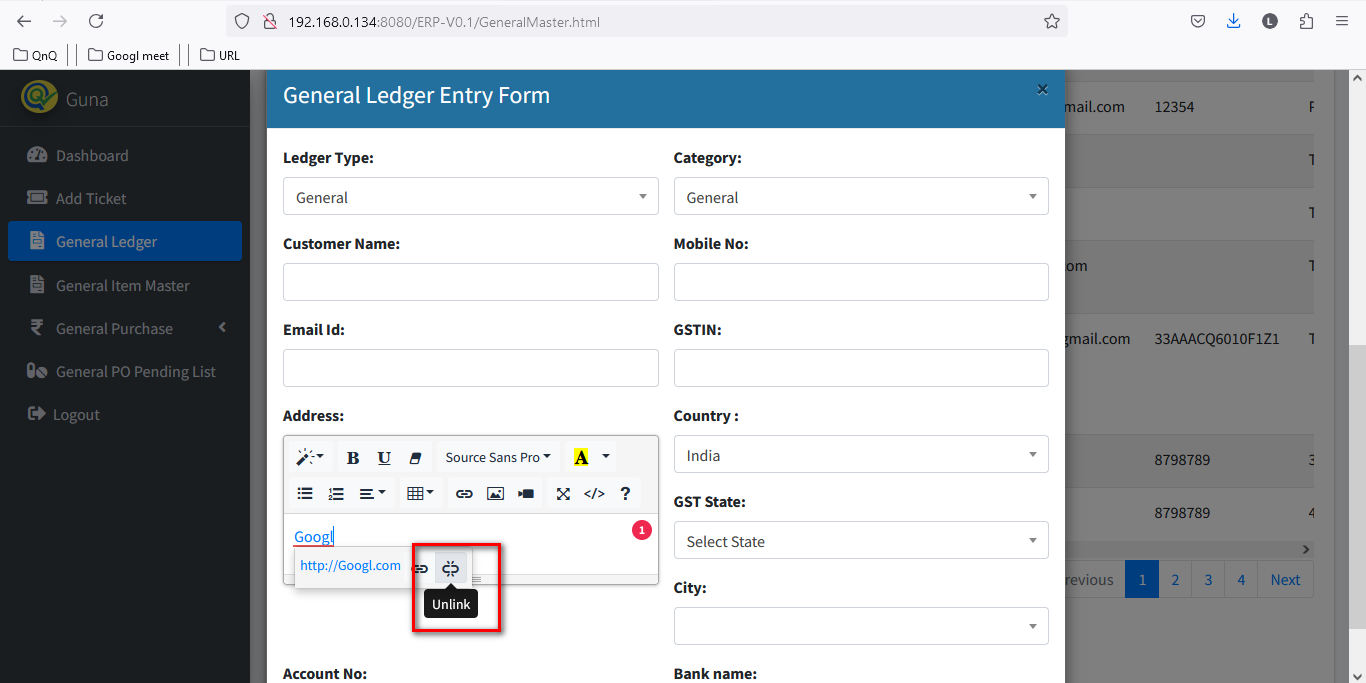 192.168.0.134:8080/ERP-V0.1/GeneralMaster.html
L
QnQ
Googl meet
URL
Guna
Dashboard
Add Ticket
General Ledger
General Item Master
General Purchase
General PO Pending List
Logout
General Ledger Entry Form
×
Ledger Type:
Category:
General
General
Customer Name:
Mobile No:
Email Id:
GSTIN:
Address:
Country :
B U Source Sans Pro A
</> ?
India
Googl
1
http://Googl.com
Unlink
GST State:
Select State
City:
Account No:
Bank name:
mail.com 12354 F
T
T
om T
gmail.com 33AAACQ6010F1Z1 T
8798789 3
8798789 4
revious 1 2 3 4 Next